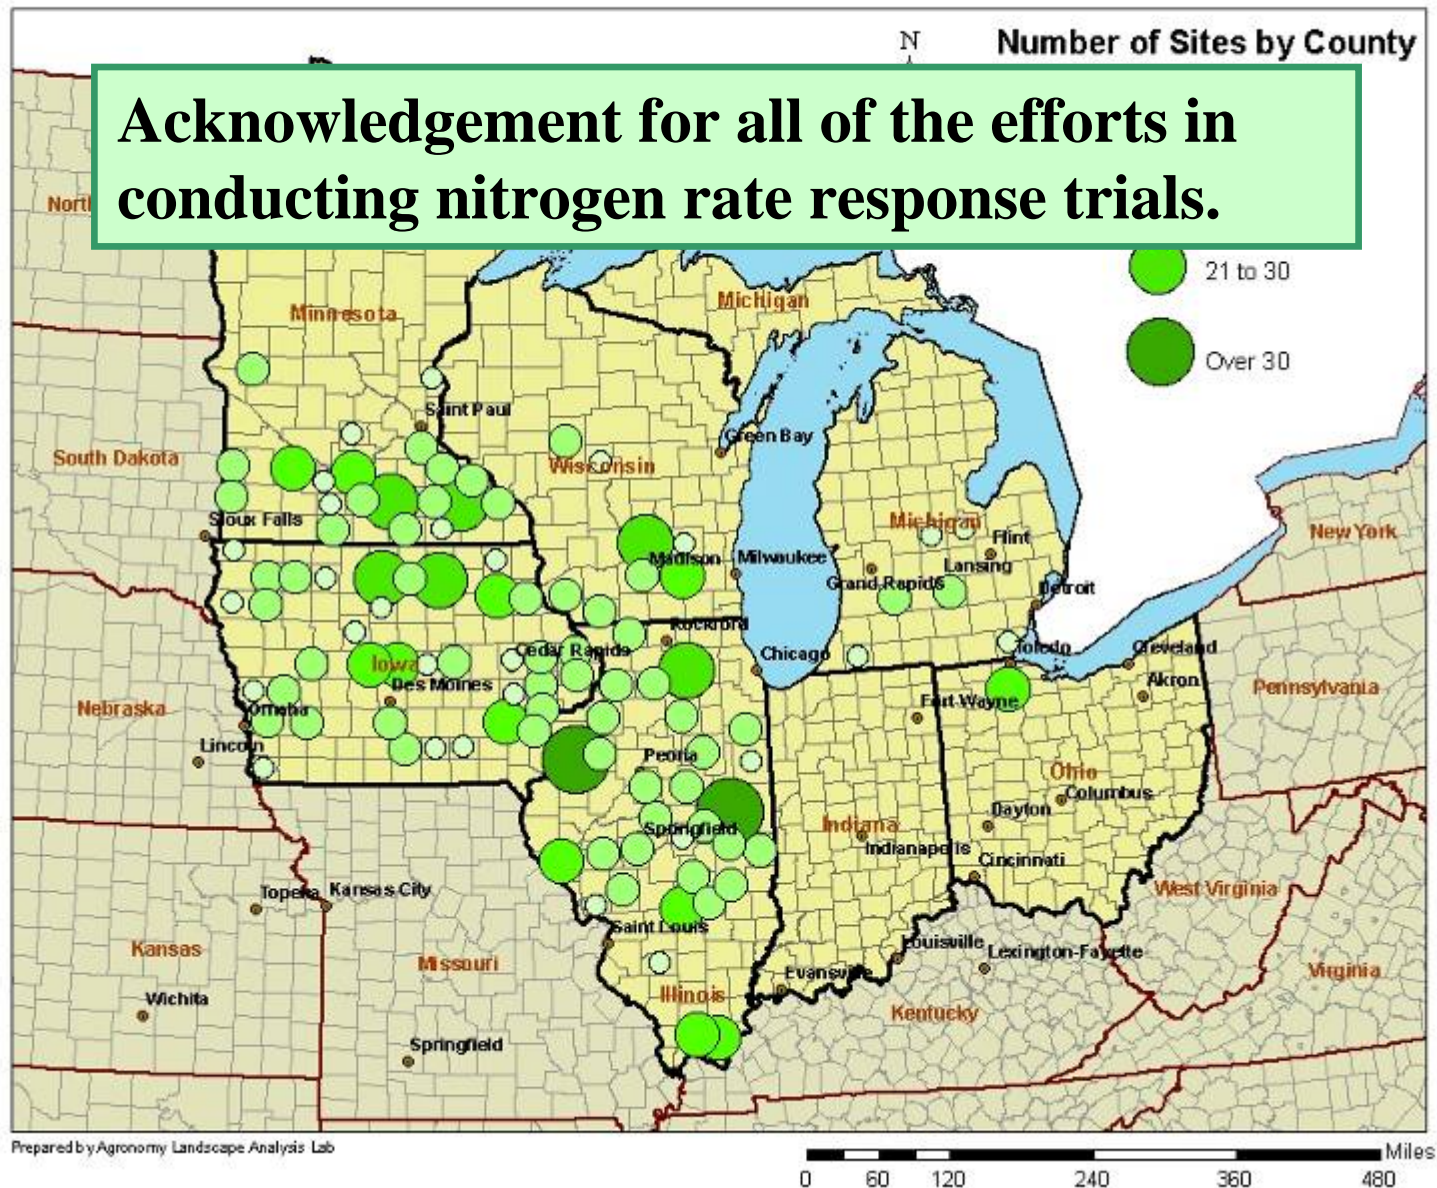 N
Number of Sites by County
Acknowledgement for all of the efforts in
conducting nitrogen rate response trials.
21 to 30
Over 30
Minnesota
Michigan
Saint Paul
Green Bay
Wisconsin
South Dakota
Sioux Falls
Michigan
Flint
New York
Madison
Milwaukee
Lansing
Grand Rapids
Detroit
Rockford
Cedar Rapids
Chicago
Toledo
Cleveland
Iowa
Des Moines
Akron
Pennsylvania
Fort Wayne
Nebraska
Omaha
Lincoln
Peoria
Ohio
Columbus
Dayton
Springfield
Indiana
Indianapolis
Cincinnati
Topeka
Kansas City
West Virginia
Saint Louis
Louisville
Lexington-Fayette
Kansas
Missouri
Evansville
Virginia
Illinois
Wichita
Kentucky
Springfield
Prepared by Agronomy Landscape Analysis Lab
Miles
0 60 120 240 360 480